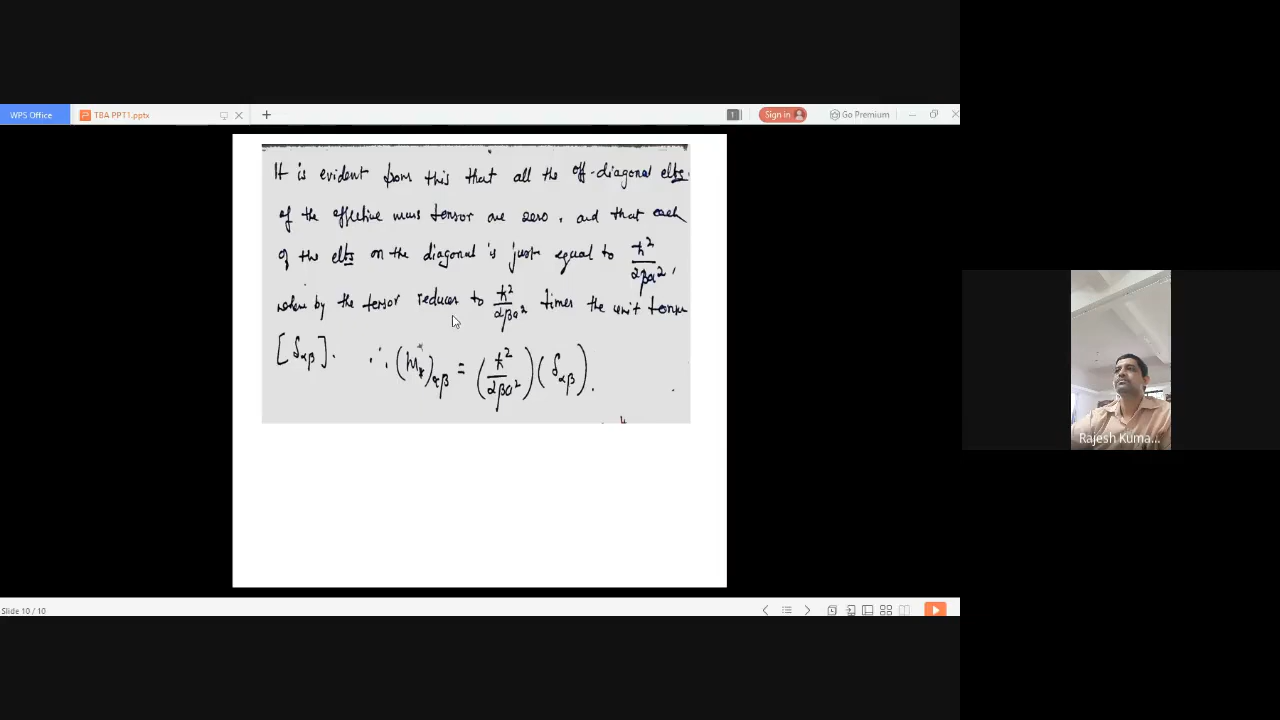 WPS Office
TBA PPT1.pptx
1
Sign in
Go Premium
It is evident from this that all the off-diagonal elts.
of the effective mass tensor are zero, and that each
of the elts on the diagonal is just equal to ħ²/2βa²,
where by the tensor reduces to ħ²/2βa² times the unit tensor
[δαβ]. ∴ (m*)αβ = (ħ²/2βa²)(δαβ).
Rajesh Kuma...
Slide 10 / 10